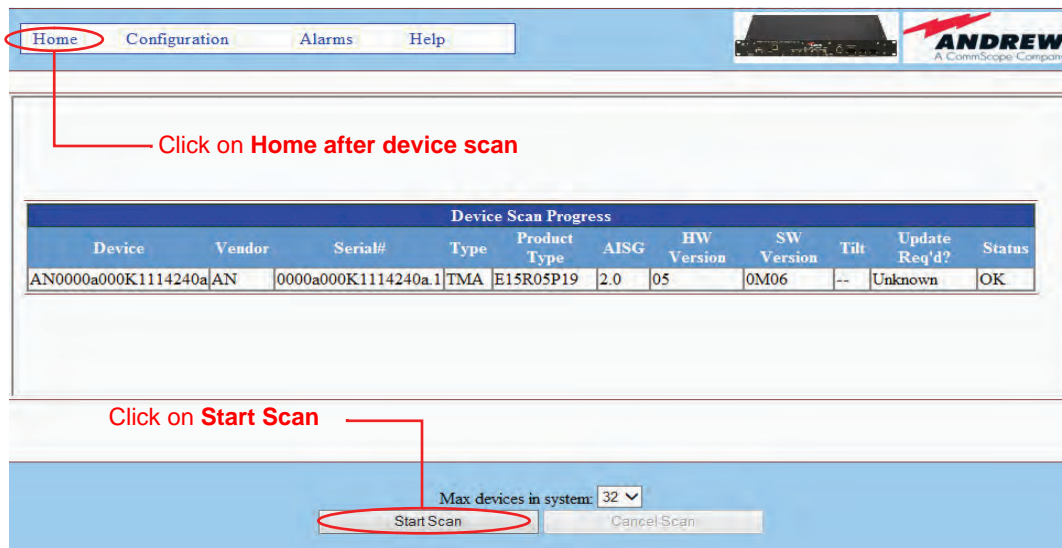 Home Configuration Alarms Help
ANDREW
A CommScope Company
Click on Home after device scan
Device Scan Progress
Device Vendor Serial# Type Product Type AISG HW Version SW Version Tilt Update Req'd? Status
AN0000a000K1114240a AN 0000a000K1114240a.1 TMA E15R05P19 2.0 05 0M06 -- Unknown OK
Click on Start Scan
Max devices in system: 32
Start Scan Cancel Scan